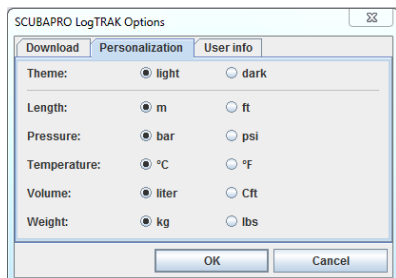 SCUBAPRO LogTRAK Options
Download Personalization User info
Theme: light dark
Length: m ft
Pressure: bar psi
Temperature: °C °F
Volume: liter Cft
Weight: kg lbs
OK Cancel